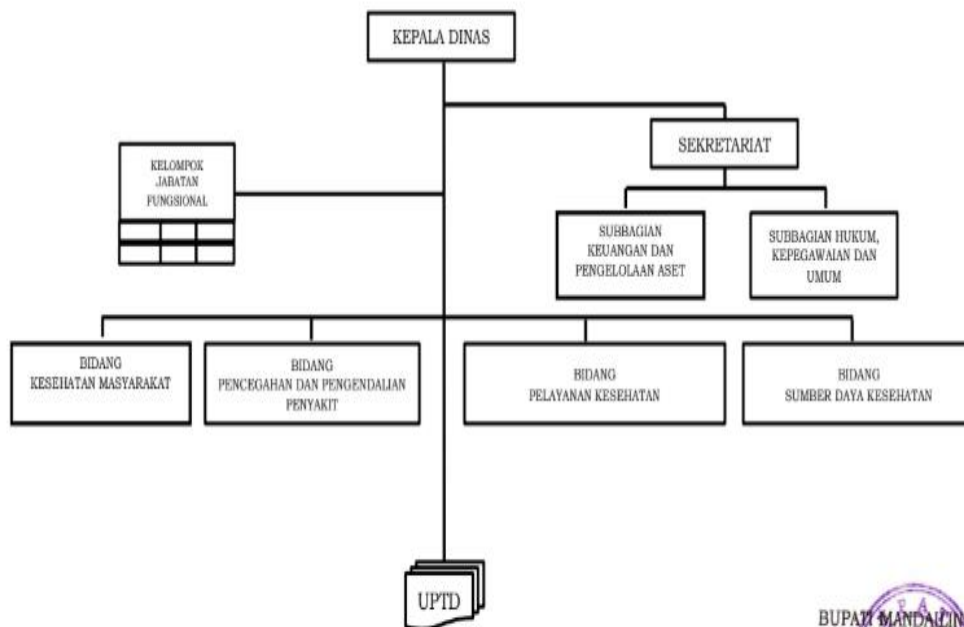 KEPALA DINAS
SEKRETARIAT
KELOMPOK
JABATAN
FUNGSIONAL
SUBBAGIAN
KEUANGAN DAN
PENGELOLAAN ASET
SUBBAGIAN HUKUM,
KEPEGAWAIAN DAN
UMUM
BIDANG
KESEHATAN MASYARAKAT
BIDANG
PENCEGAHAN DAN PENGENDALIAN
PENYAKIT
BIDANG
PELAYANAN KESEHATAN
BIDANG
SUMBER DAYA KESEHATAN
UPTD
BUPATI